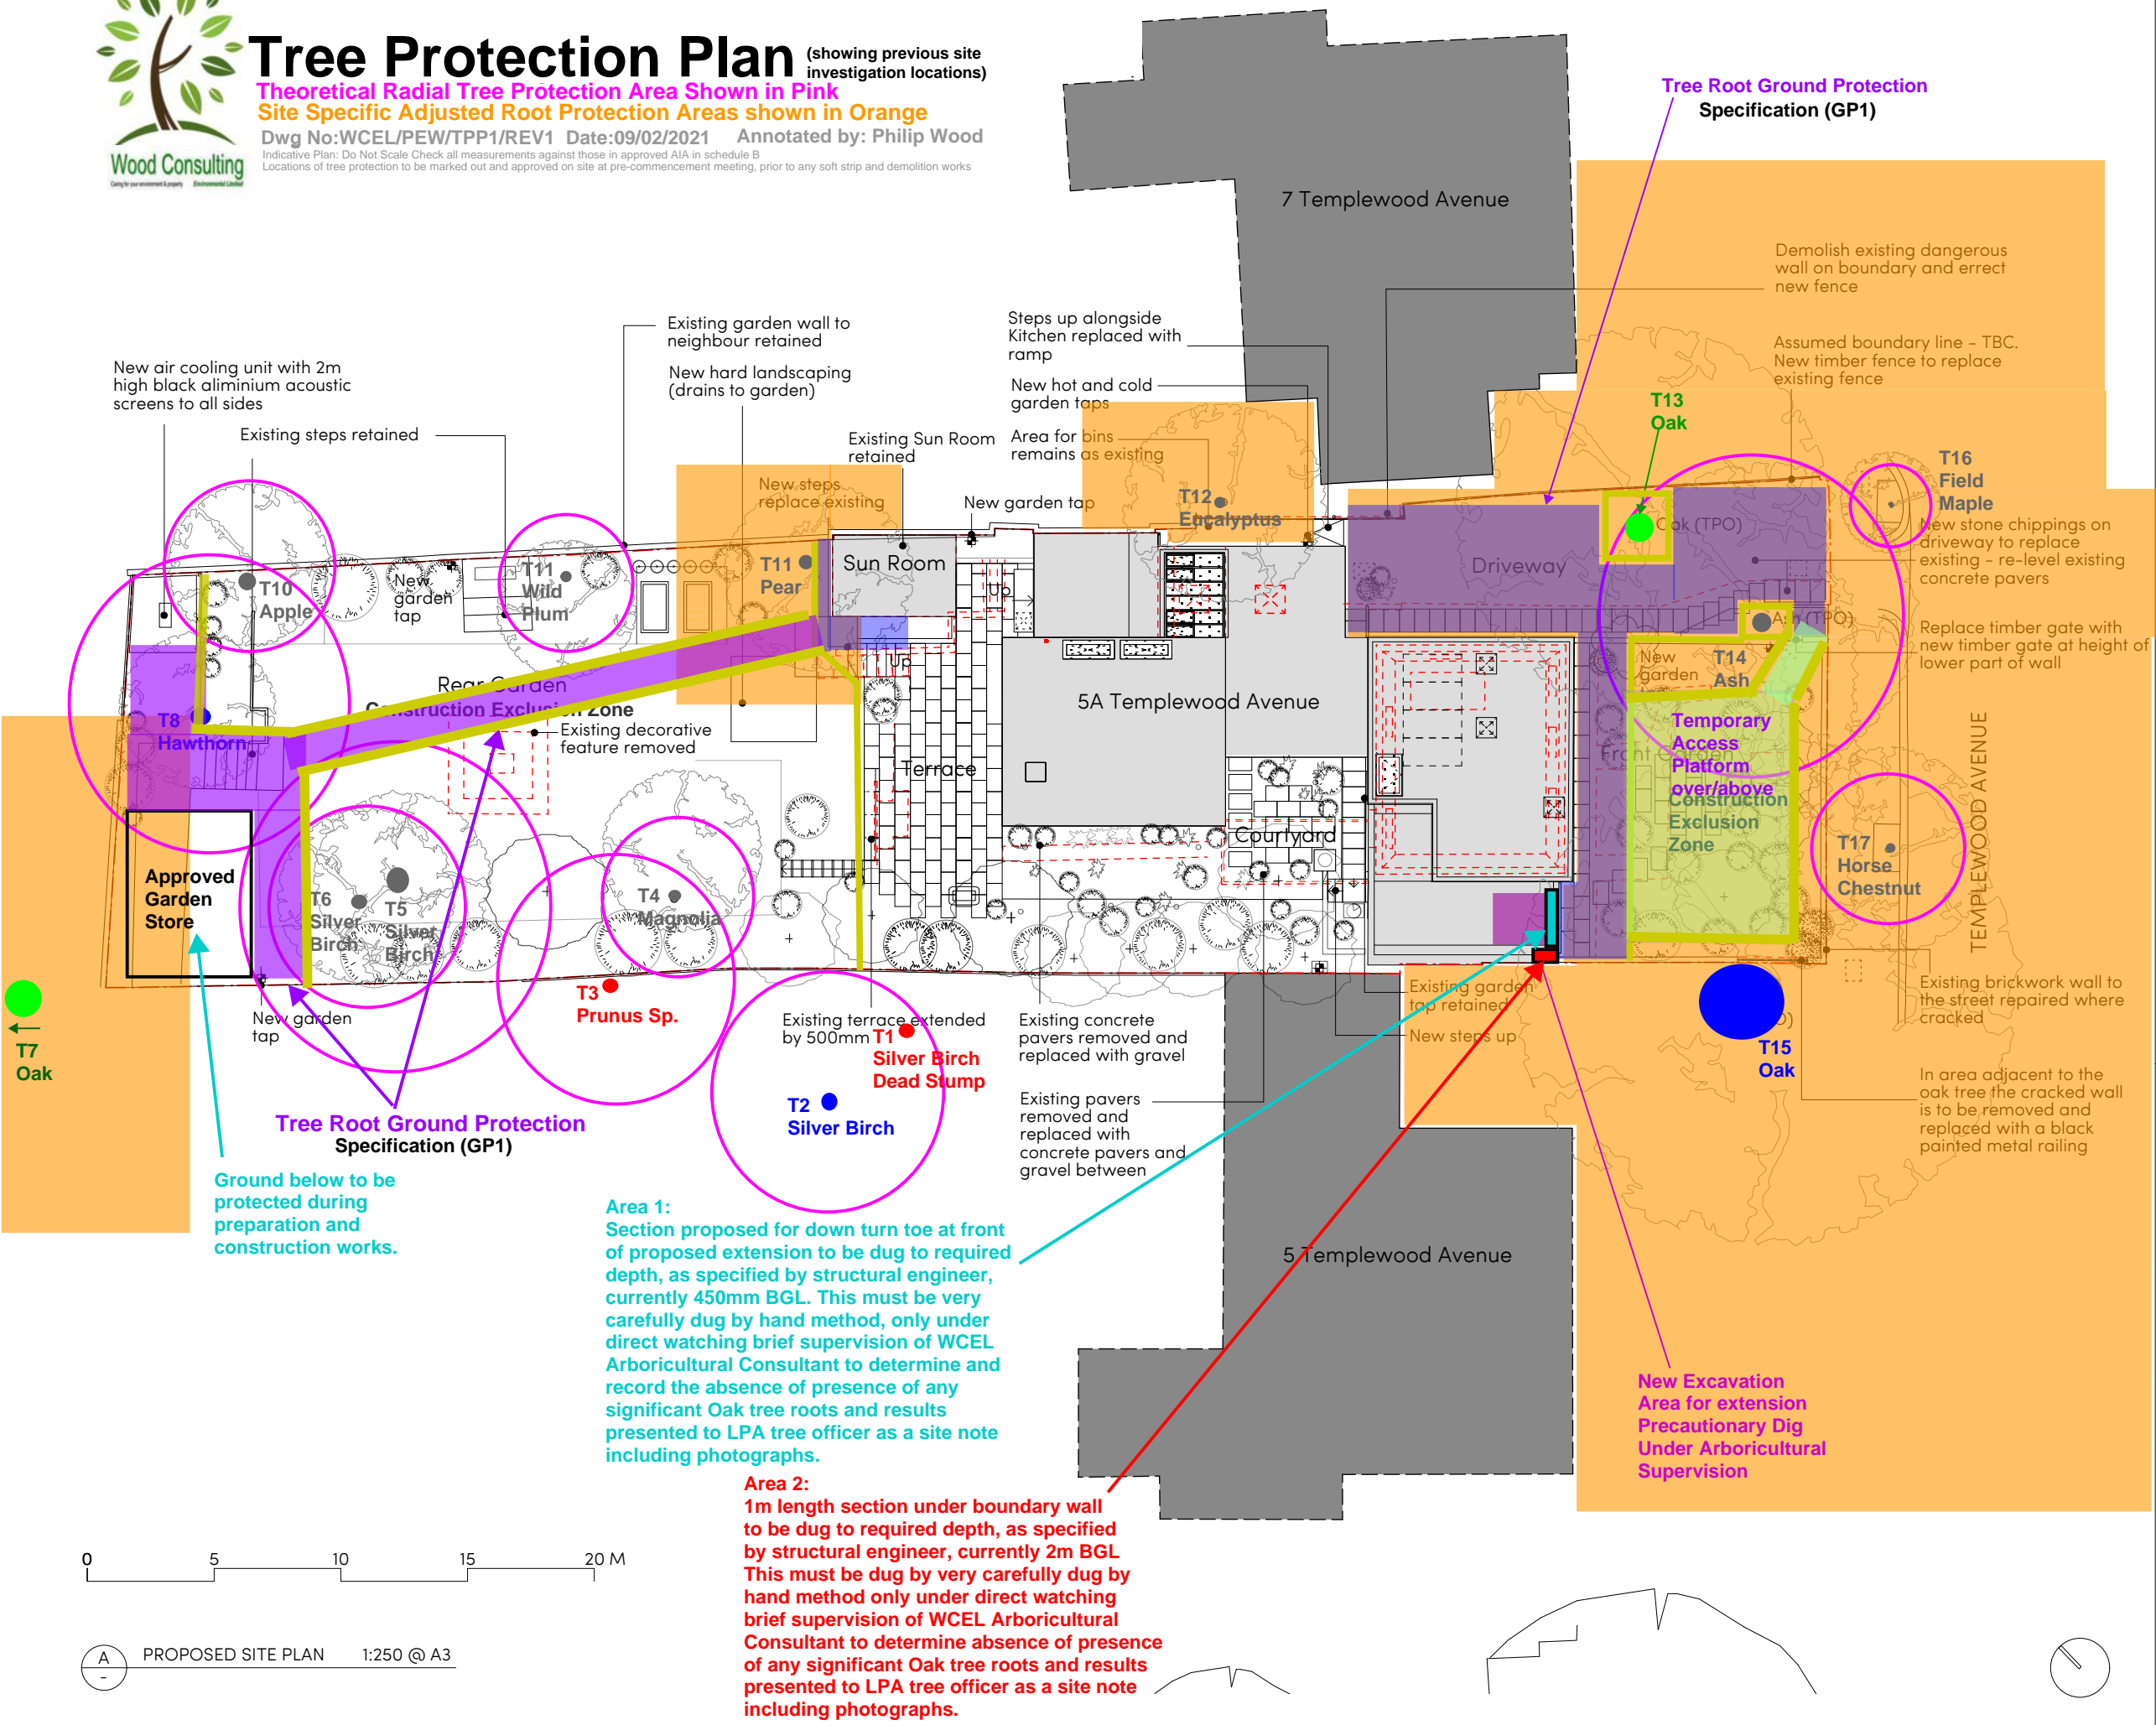 Tree Protection Plan (showing previous site
investigation locations)
Theoretical Radial Tree Protection Area Shown in Pink
Site Specific Adjusted Root Protection Areas shown in Orange
Dwg No:WCEL/PEW/TPP1/REV1 Date:09/02/2021 Annotated by: Philip Wood
Indicative Plan: Do Not Scale Check all measurements against those in approved AIA in schedule B
Locations of tree protection to be marked out and approved on site at pre-commencement meeting, prior to any soft strip and demolition works
Wood Consulting
Caring for your environment & property Environmental Limited
Tree Root Ground Protection
Specification (GP1)
7 Templewood Avenue
Demolish existing dangerous
wall on boundary and errect
new fence
Assumed boundary line - TBC.
New timber fence to replace
existing fence
Steps up alongside
Kitchen replaced with
ramp
New hot and cold
garden taps
Area for bins
remains as existing
Existing garden wall to
neighbour retained
New hard landscaping
(drains to garden)
New air cooling unit with 2m
high black aliminium acoustic
screens to all sides
Existing steps retained
Existing Sun Room
retained
New steps
replace existing
New garden tap
T12
Eucalyptus
T13
Oak
Oak (TPO)
T16
Field
Maple
New stone chippings on
driveway to replace
existing - re-level existing
concrete pavers
Driveway
Sun Room
T11
Pear
T11
Wild
Plum
New
garden
tap
T10
Apple
Up
Up
Ash (TPO)
Replace timber gate with
new timber gate at height of
lower part of wall
New
garden
T14
Ash
Rear Garden
Construction Exclusion Zone
Existing decorative
feature removed
T8
Hawthorn
5A Templewood Avenue
Temporary
Access
Platform
over/above
Front Garden
Construction
Exclusion
Zone
Terrace
Courtyard
T17
Horse
Chestnut
TEMPLEWOOD AVENUE
Approved
Garden
Store
T6
Silver
Birch
T5
Silver
Birch
T4
Magnolia
T3
Prunus Sp.
New garden
tap
T7
Oak
Existing terrace extended
by 500mm
T1
Silver Birch
Dead Stump
T2
Silver Birch
Existing concrete
pavers removed and
replaced with gravel
Existing pavers
removed and
replaced with
concrete pavers and
gravel between
Existing garden
tap retained
New steps up
T15
Oak
Existing brickwork wall to
the street repaired where
cracked
In area adjacent to the
oak tree the cracked wall
is to be removed and
replaced with a black
painted metal railing
Tree Root Ground Protection
Specification (GP1)
Ground below to be
protected during
preparation and
construction works.
Area 1:
Section proposed for down turn toe at front
of proposed extension to be dug to required
depth, as specified by structural engineer,
currently 450mm BGL. This must be very
carefully dug by hand method, only under
direct watching brief supervision of WCEL
Arboricultural Consultant to determine and
record the absence of presence of any
significant Oak tree roots and results
presented to LPA tree officer as a site note
including photographs.
5 Templewood Avenue
New Excavation
Area for extension
Precautionary Dig
Under Arboricultural
Supervision
Area 2:
1m length section under boundary wall
to be dug to required depth, as specified
by structural engineer, currently 2m BGL
This must be dug by very carefully dug by
hand method only under direct watching
brief supervision of WCEL Arboricultural
Consultant to determine absence of presence
of any significant Oak tree roots and results
presented to LPA tree officer as a site note
including photographs.
0 5 10 15 20 M
A
-
PROPOSED SITE PLAN 1:250 @ A3